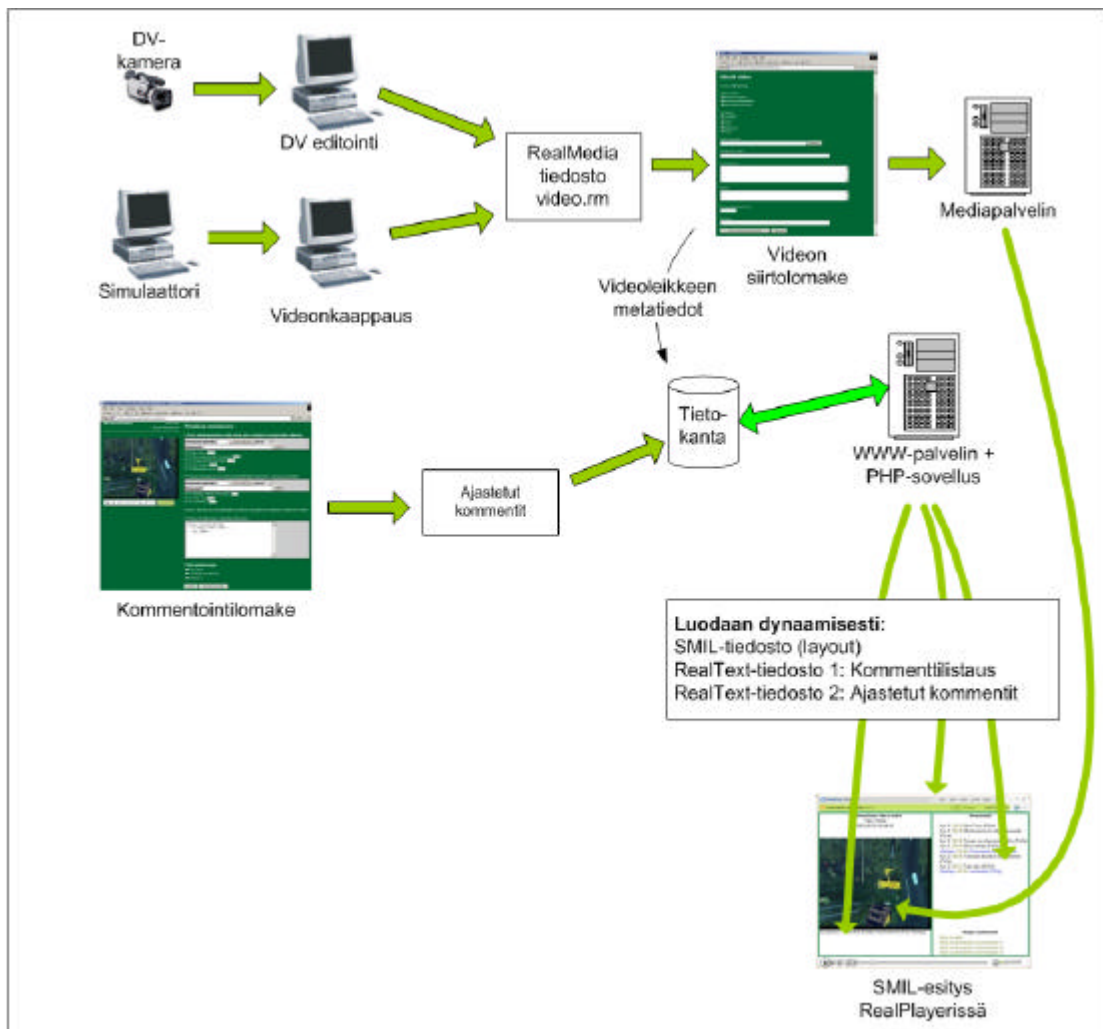 DV-
kamera
DV editointi
Simulaattori
Videonkaappaus
RealMedia
tiedosto
video.rm
Videon
siirtolomake
Mediapalvelin
Videoleikkeen
metatiedot
Tieto-
kanta
WWW-palvelin +
PHP-sovellus
Kommentointilomake
Ajastetut
kommentit
Luodaan dynaamisesti:
SMIL-tiedosto (layout)
RealText-tiedosto 1: Kommenttilistaus
RealText-tiedosto 2: Ajastetut kommentit
SMIL-esitys
RealPlayerissä